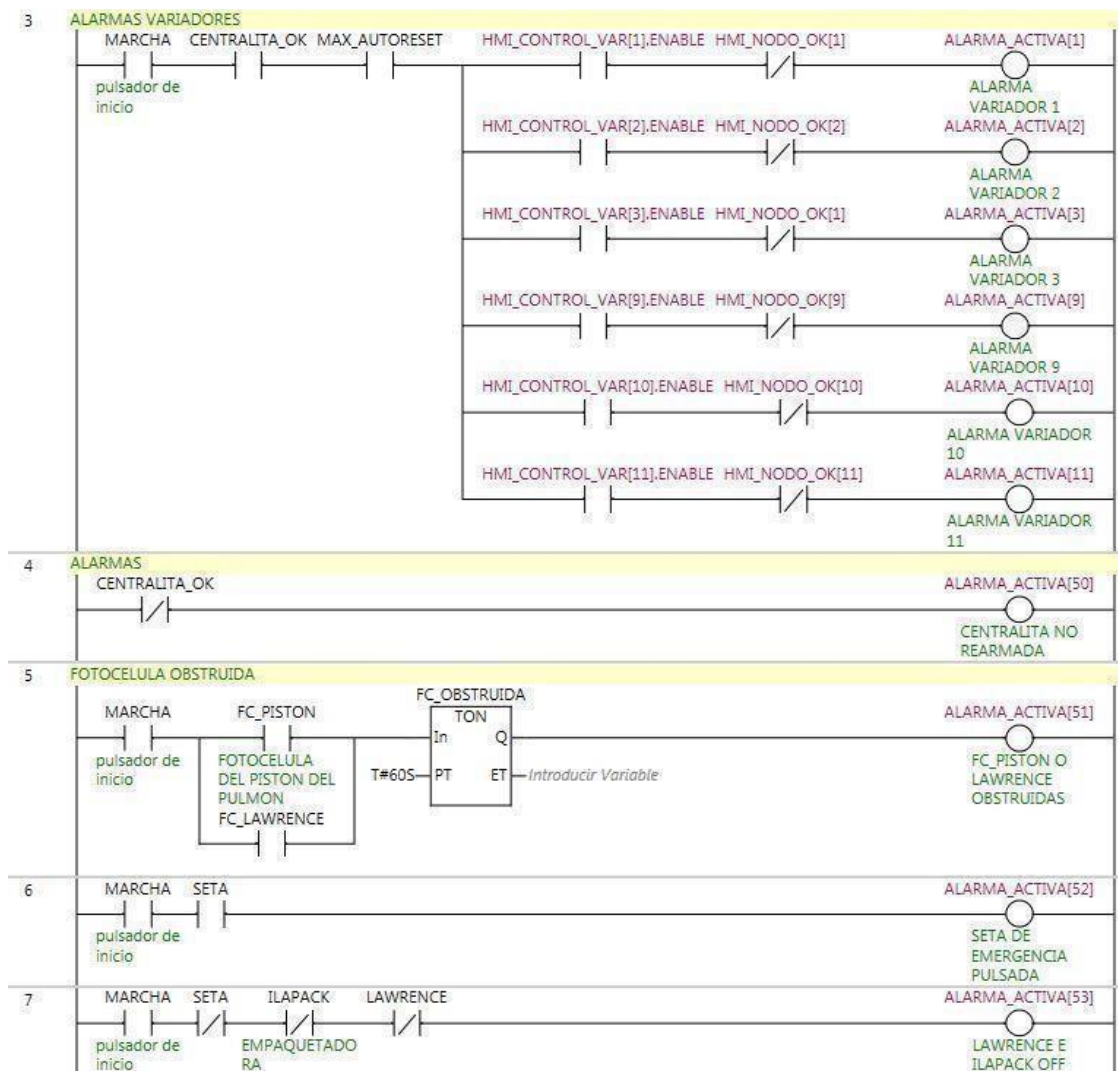 3
ALARMAS VARIADORES
MARCHA CENTRALITA_OK MAX_AUTORESET HMI_CONTROL_VAR[1].ENABLE HMI_NODO_OK[1] ALARMA_ACTIVA[1]
pulsador de
inicio
ALARMA
VARIADOR 1
HMI_CONTROL_VAR[2].ENABLE HMI_NODO_OK[2] ALARMA_ACTIVA[2]
ALARMA
VARIADOR 2
HMI_CONTROL_VAR[3].ENABLE HMI_NODO_OK[1] ALARMA_ACTIVA[3]
ALARMA
VARIADOR 3
HMI_CONTROL_VAR[9].ENABLE HMI_NODO_OK[9] ALARMA_ACTIVA[9]
ALARMA
VARIADOR 9
HMI_CONTROL_VAR[10].ENABLE HMI_NODO_OK[10] ALARMA_ACTIVA[10]
ALARMA VARIADOR
10
HMI_CONTROL_VAR[11].ENABLE HMI_NODO_OK[11] ALARMA_ACTIVA[11]
ALARMA VARIADOR
11
4
ALARMAS
CENTRALITA_OK ALARMA_ACTIVA[50]
CENTRALITA NO
REARMADA
5
FOTOCELULA OBSTRUIDA
MARCHA FC_PISTON FC_OBSTRUIDA ALARMA_ACTIVA[51]
TON
In Q
pulsador de
inicio
FOTOCELULA
DEL PISTON DEL
PULMON
T#60S PT ET Introducir Variable
FC_PISTON O
LAWRENCE
OBSTRUIDAS
FC_LAWRENCE
6
MARCHA SETA ALARMA_ACTIVA[52]
pulsador de
inicio
SETA DE
EMERGENCIA
PULSADA
7
MARCHA SETA ILAPACK LAWRENCE ALARMA_ACTIVA[53]
pulsador de
inicio
EMPAQUETADO
RA
LAWRENCE E
ILAPACK OFF